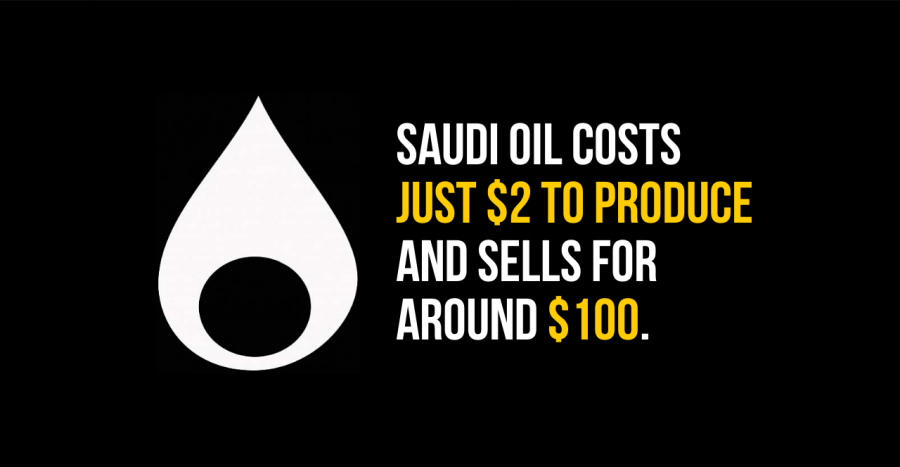 SAUDI OIL COSTS
JUST $2 TO PRODUCE
AND SELLS FOR
AROUND $100.